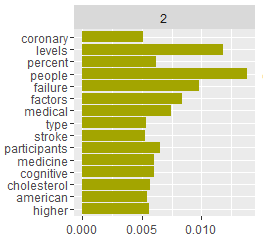 2
coronary
levels
percent
people
failure
factors
medical
type
stroke
participants
medicine
cognitive
cholesterol
american
higher
0.000 0.005 0.010